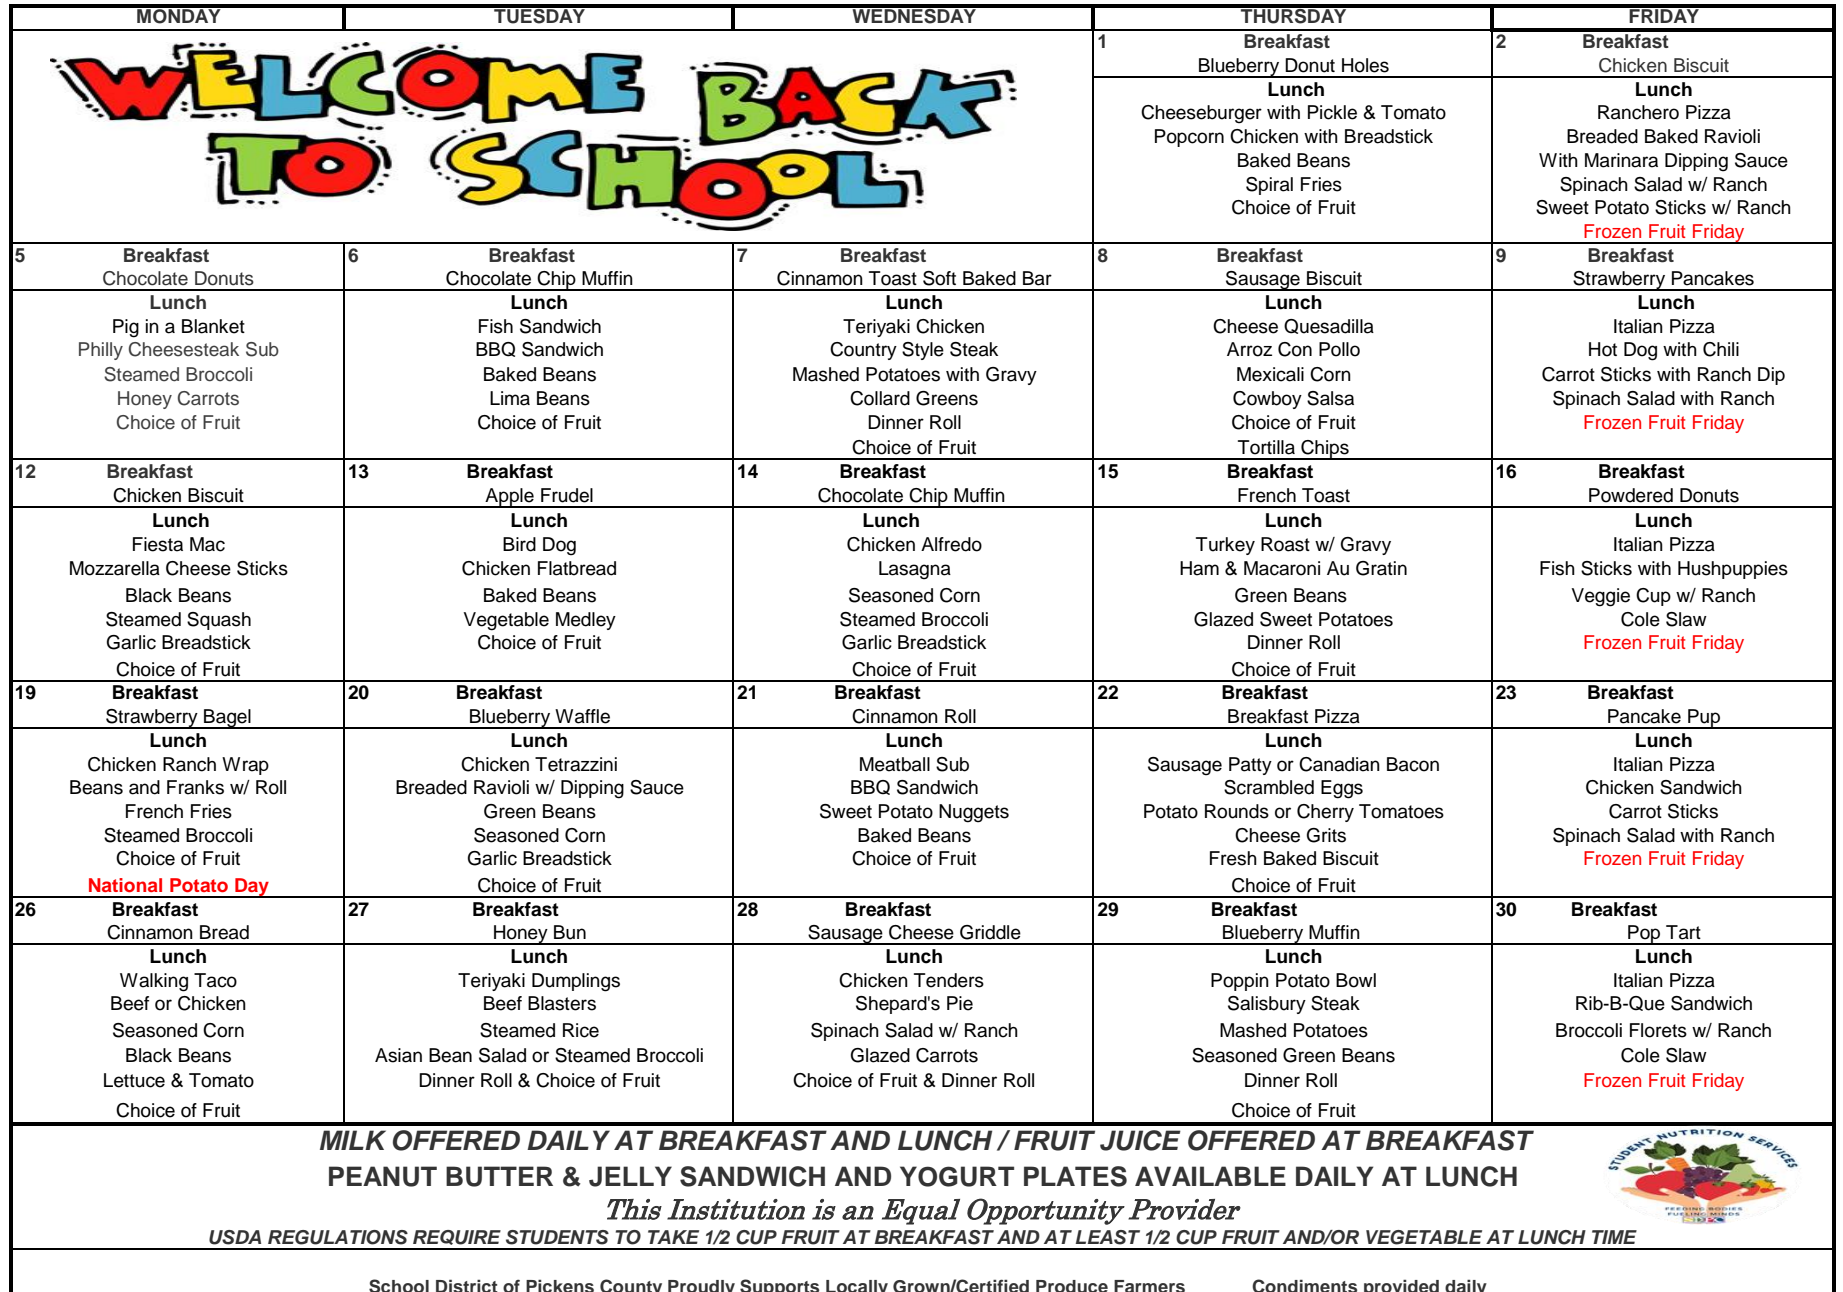 MONDAY
TUESDAY
WEDNESDAY
THURSDAY
FRIDAY
WELCOME BACK
TO SCHOOL
1 Breakfast
Blueberry Donut Holes
Lunch
Cheeseburger with Pickle & Tomato
Popcorn Chicken with Breadstick
Baked Beans
Spiral Fries
Choice of Fruit
2 Breakfast
Chicken Biscuit
Lunch
Ranchero Pizza
Breaded Baked Ravioli
With Marinara Dipping Sauce
Spinach Salad w/ Ranch
Sweet Potato Sticks w/ Ranch
Frozen Fruit Friday
5 Breakfast
Chocolate Donuts
Lunch
Pig in a Blanket
Philly Cheesesteak Sub
Steamed Broccoli
Honey Carrots
Choice of Fruit
6 Breakfast
Chocolate Chip Muffin
Lunch
Fish Sandwich
BBQ Sandwich
Baked Beans
Lima Beans
Choice of Fruit
7 Breakfast
Cinnamon Toast Soft Baked Bar
Lunch
Teriyaki Chicken
Country Style Steak
Mashed Potatoes with Gravy
Collard Greens
Dinner Roll
Choice of Fruit
8 Breakfast
Sausage Biscuit
Lunch
Cheese Quesadilla
Arroz Con Pollo
Mexicali Corn
Cowboy Salsa
Choice of Fruit
Tortilla Chips
9 Breakfast
Strawberry Pancakes
Lunch
Italian Pizza
Hot Dog with Chili
Carrot Sticks with Ranch Dip
Spinach Salad with Ranch
Frozen Fruit Friday
12 Breakfast
Chicken Biscuit
Lunch
Fiesta Mac
Mozzarella Cheese Sticks
Black Beans
Steamed Squash
Garlic Breadstick
Choice of Fruit
13 Breakfast
Apple Frudel
Lunch
Bird Dog
Chicken Flatbread
Baked Beans
Vegetable Medley
Choice of Fruit
14 Breakfast
Chocolate Chip Muffin
Lunch
Chicken Alfredo
Lasagna
Seasoned Corn
Steamed Broccoli
Garlic Breadstick
Choice of Fruit
15 Breakfast
French Toast
Lunch
Turkey Roast w/ Gravy
Ham & Macaroni Au Gratin
Green Beans
Glazed Sweet Potatoes
Dinner Roll
Choice of Fruit
16 Breakfast
Powdered Donuts
Lunch
Italian Pizza
Fish Sticks with Hushpuppies
Veggie Cup w/ Ranch
Cole Slaw
Frozen Fruit Friday
19 Breakfast
Strawberry Bagel
Lunch
Chicken Ranch Wrap
Beans and Franks w/ Roll
French Fries
Steamed Broccoli
Choice of Fruit
National Potato Day
20 Breakfast
Blueberry Waffle
Lunch
Chicken Tetrazzini
Breaded Ravioli w/ Dipping Sauce
Green Beans
Seasoned Corn
Garlic Breadstick
Choice of Fruit
21 Breakfast
Cinnamon Roll
Lunch
Meatball Sub
BBQ Sandwich
Sweet Potato Nuggets
Baked Beans
Choice of Fruit
22 Breakfast
Breakfast Pizza
Lunch
Sausage Patty or Canadian Bacon
Scrambled Eggs
Potato Rounds or Cherry Tomatoes
Cheese Grits
Fresh Baked Biscuit
Choice of Fruit
23 Breakfast
Pancake Pup
Lunch
Italian Pizza
Chicken Sandwich
Carrot Sticks
Spinach Salad with Ranch
Frozen Fruit Friday
26 Breakfast
Cinnamon Bread
Lunch
Walking Taco
Beef or Chicken
Seasoned Corn
Black Beans
Lettuce & Tomato
Choice of Fruit
27 Breakfast
Honey Bun
Lunch
Teriyaki Dumplings
Beef Blasters
Steamed Rice
Asian Bean Salad or Steamed Broccoli
Dinner Roll & Choice of Fruit
28 Breakfast
Sausage Cheese Griddle
Lunch
Chicken Tenders
Shepard's Pie
Spinach Salad w/ Ranch
Glazed Carrots
Choice of Fruit & Dinner Roll
29 Breakfast
Blueberry Muffin
Lunch
Poppin Potato Bowl
Salisbury Steak
Mashed Potatoes
Seasoned Green Beans
Dinner Roll
Choice of Fruit
30 Breakfast
Pop Tart
Lunch
Italian Pizza
Rib-B-Que Sandwich
Broccoli Florets w/ Ranch
Cole Slaw
Frozen Fruit Friday
MILK OFFERED DAILY AT BREAKFAST AND LUNCH / FRUIT JUICE OFFERED AT BREAKFAST
PEANUT BUTTER & JELLY SANDWICH AND YOGURT PLATES AVAILABLE DAILY AT LUNCH
This Institution is an Equal Opportunity Provider
USDA REGULATIONS REQUIRE STUDENTS TO TAKE 1/2 CUP FRUIT AT BREAKFAST AND AT LEAST 1/2 CUP FRUIT AND/OR VEGETABLE AT LUNCH TIME
STUDENT NUTRITION SERVICES
FEEDING BODIES
FUELING MINDS
SDPC
School District of Pickens County Proudly Supports Locally Grown/Certified Produce Farmers
Condiments provided daily